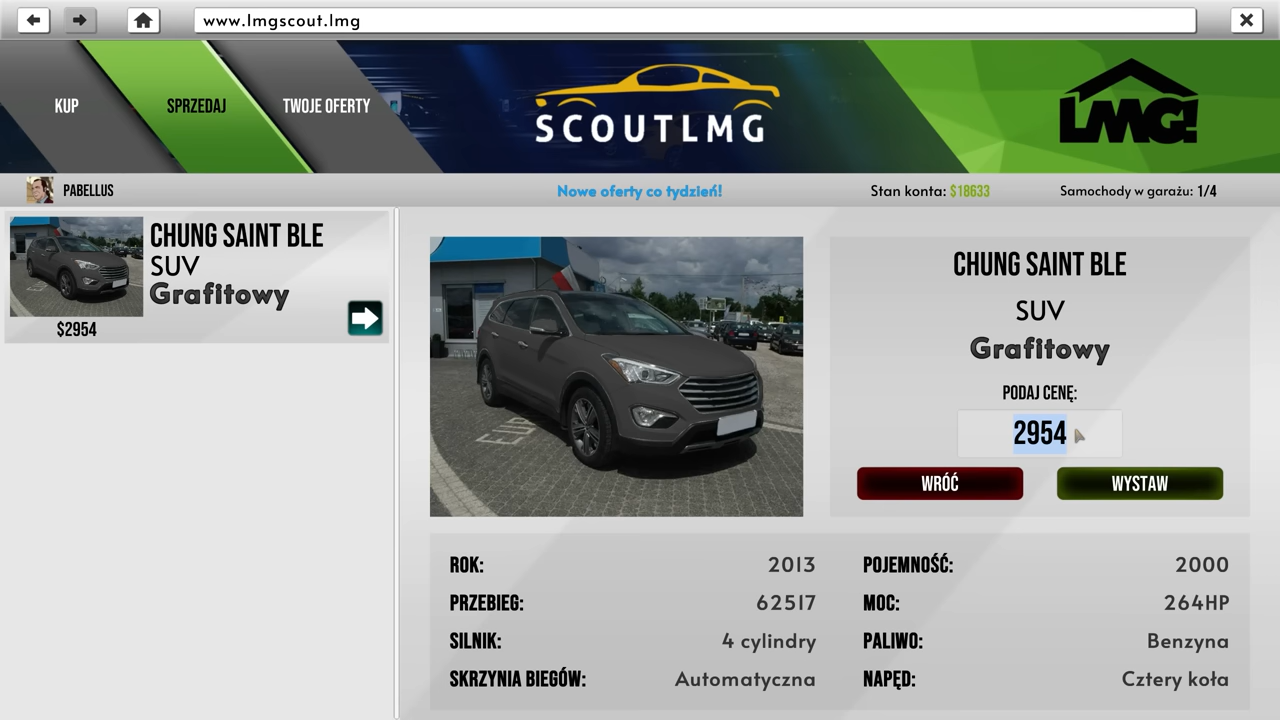 www.lmgscout.lmg
KUP
SPRZEDAJ
TWOJE OFERTY
SCOUTLMG
LMG!
PABELLUS
Nowe oferty co tydzień!
Stan konta: $18633
Samochody w garażu: 1/4
CHUNG SAINT BLE
SUV
Grafitowy
$2954
CHUNG SAINT BLE
SUV
Grafitowy
PODAJ CENĘ:
2954
WRÓĆ
WYSTAW
ROK: 2013
PRZEBIEG: 62517
SILNIK: 4 cylindry
SKRZYNIA BIEGÓW: Automatyczna
POJEMNOŚĆ: 2000
MOC: 264HP
PALIWO: Benzyna
NAPĘD: Cztery koła